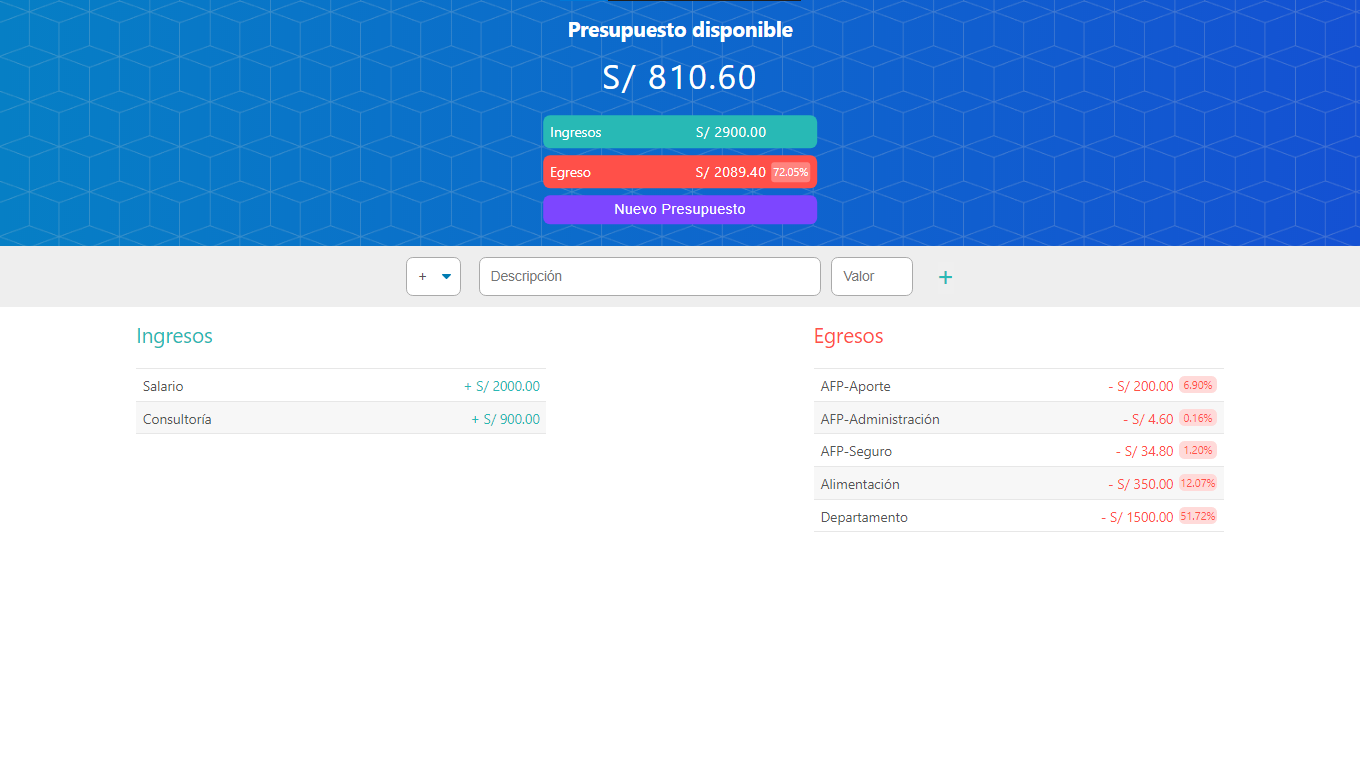 Presupuesto disponible
S/ 810.60
Ingresos S/ 2900.00
Egreso S/ 2089.40 72.05%
Nuevo Presupuesto
+ Descripción Valor +
Ingresos
Salario + S/ 2000.00
Consultoría + S/ 900.00
Egresos
AFP-Aporte - S/ 200.00 6.90%
AFP-Administración - S/ 4.60 0.16%
AFP-Seguro - S/ 34.80 1.20%
Alimentación - S/ 350.00 12.07%
Departamento - S/ 1500.00 51.72%